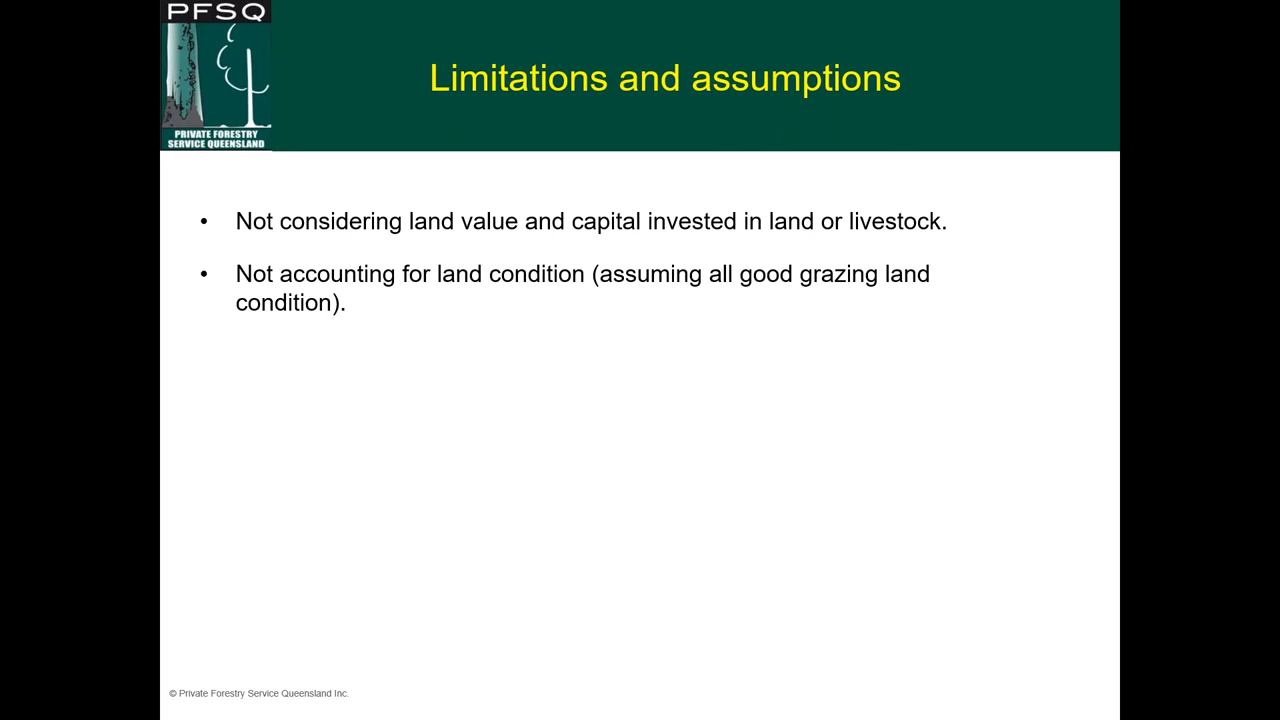 PFSQ
PRIVATE FORESTRY
SERVICE QUEENSLAND
Limitations and assumptions
• Not considering land value and capital invested in land or livestock.
• Not accounting for land condition (assuming all good grazing land
condition).
© Private Forestry Service Queensland Inc.